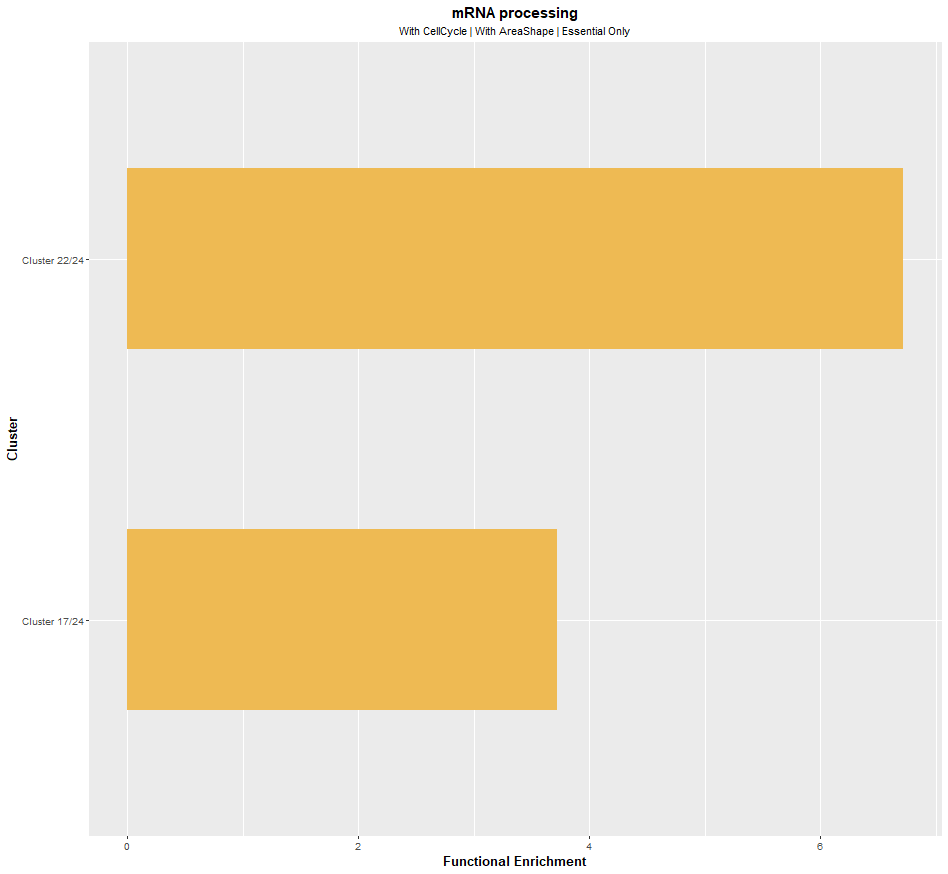 mRNA processing
With CellCycle | With AreaShape | Essential Only
Cluster 22/24
Cluster
Cluster 17/24
0 2 4 6
Functional Enrichment